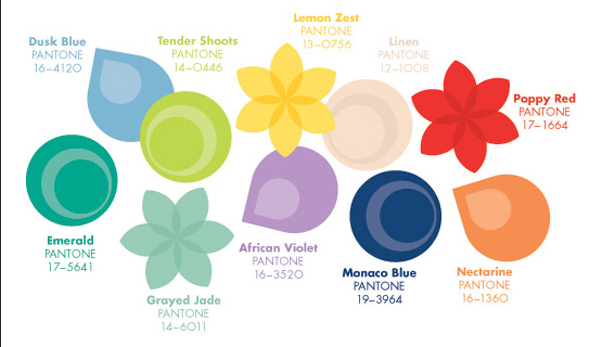 Lemon Zest
PANTONE
13–0756
Dusk Blue
PANTONE
16–4120
Tender Shoots
PANTONE
14–0446
Linen
PANTONE
12–1008
Poppy Red
PANTONE
17–1664
Emerald
PANTONE
17–5641
African Violet
PANTONE
16–3520
Monaco Blue
PANTONE
19–3964
Nectarine
PANTONE
16–1360
Grayed Jade
PANTONE
14–6011